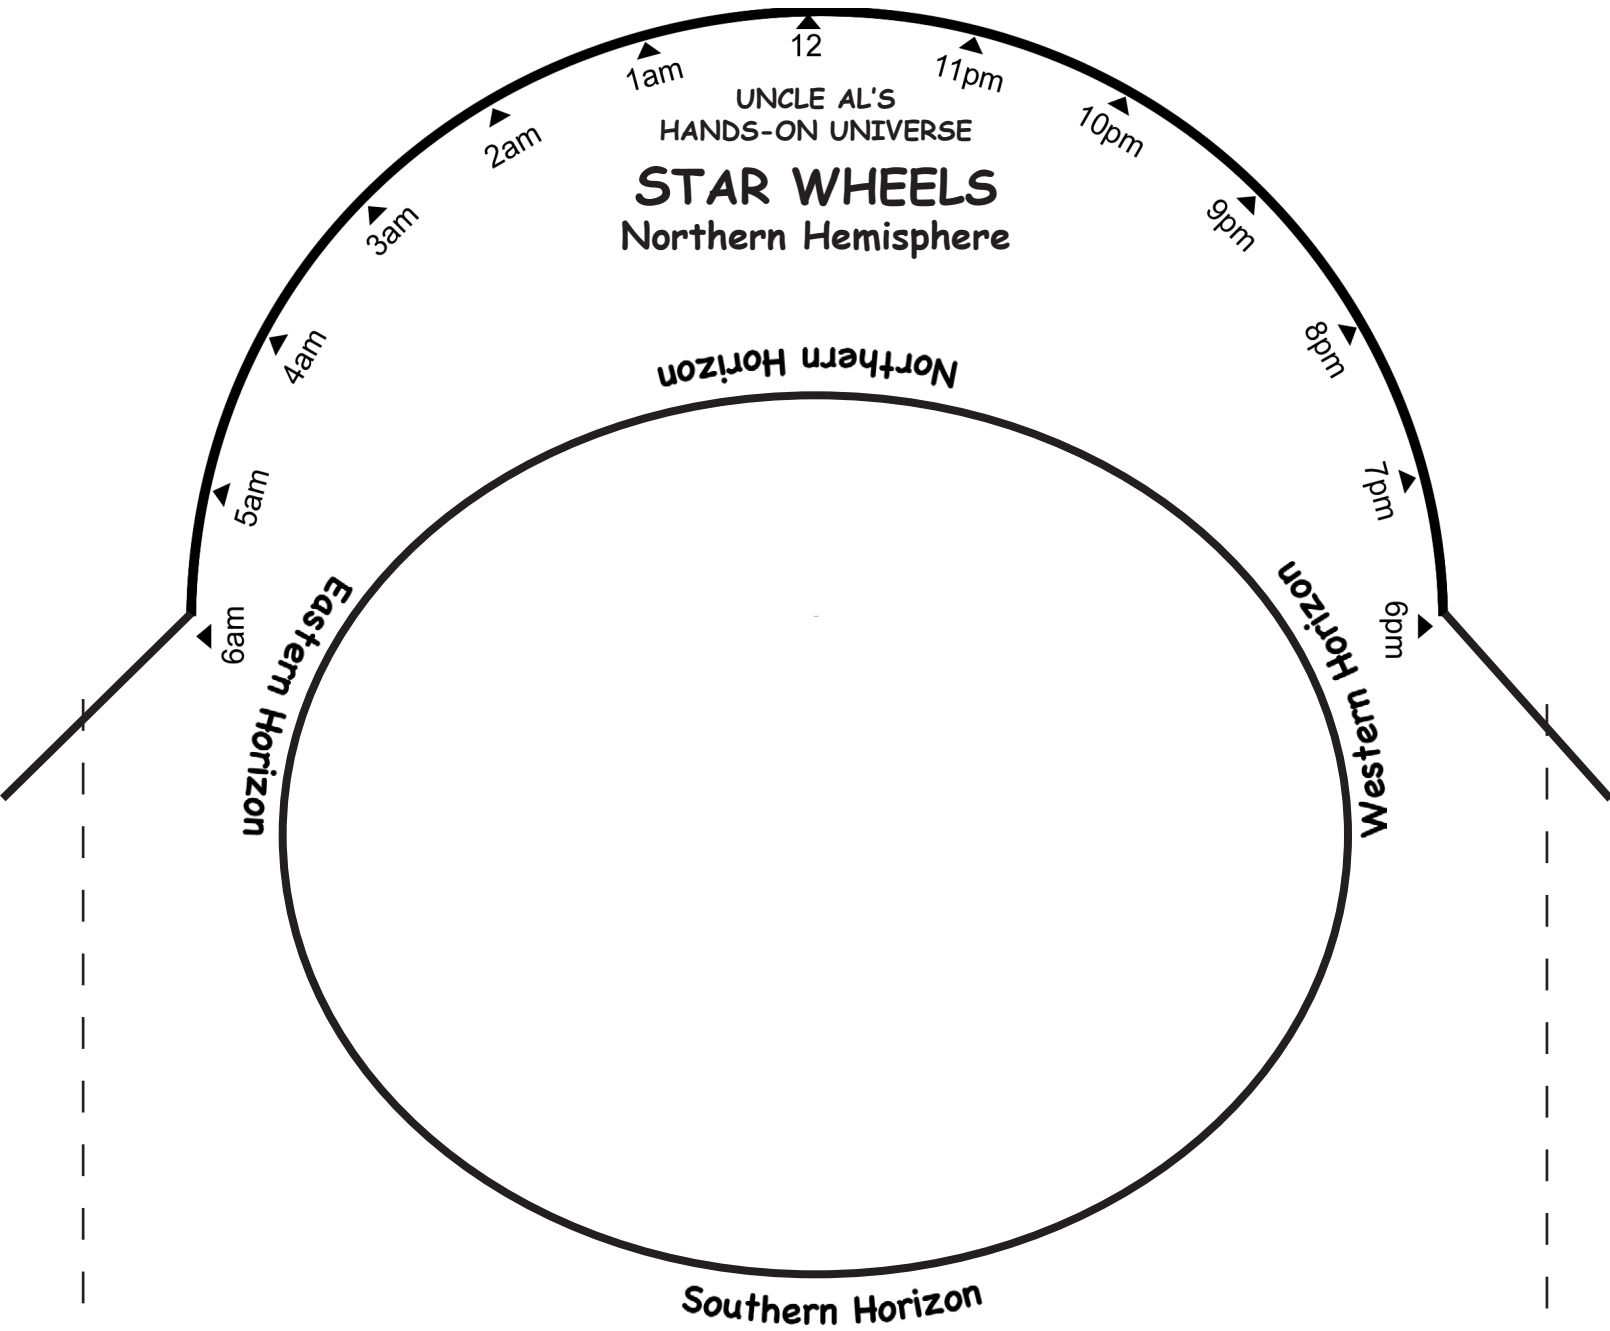 12
1am
11pm
2am
10pm
3am
9pm
4am
8pm
5am
7pm
6am
6pm
UNCLE AL'S
HANDS-ON UNIVERSE
STAR WHEELS
Northern Hemisphere
Northern Horizon
Eastern Horizon
Western Horizon
Southern Horizon